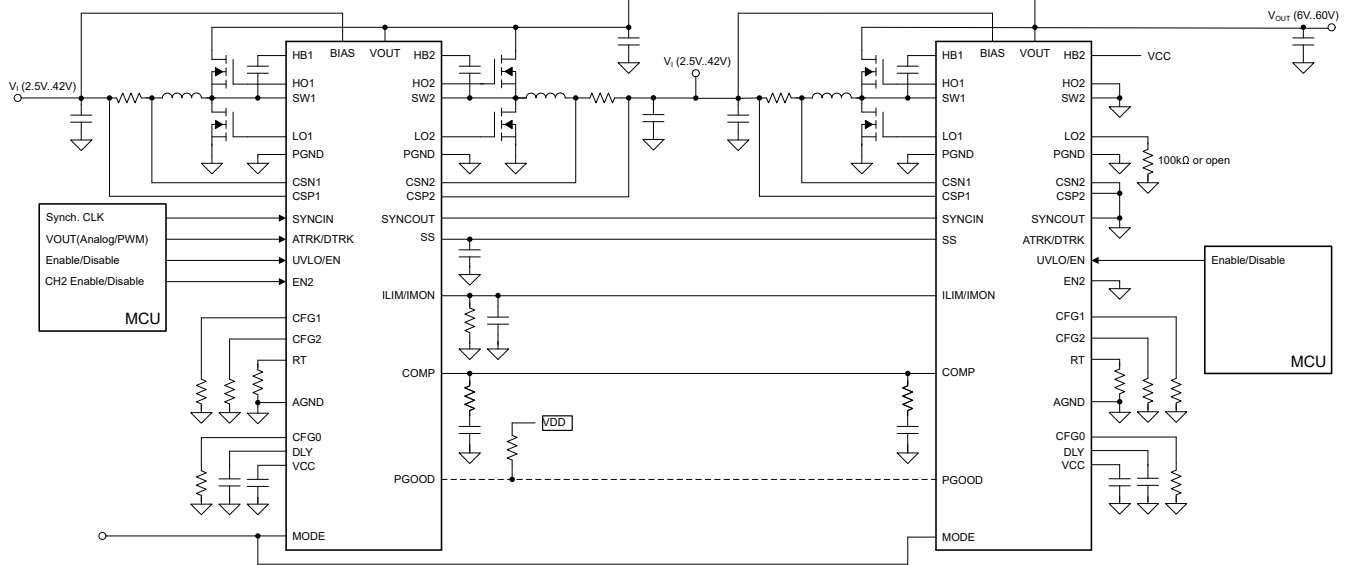 V_I (2.5V..42V)
Synch. CLK
VOUT(Analog/PWM)
Enable/Disable
CH2 Enable/Disable
MCU
BIAS VOUT
HB1
HO1
SW1
LO1
PGND
CSN1
CSP1
SYNCIN
ATRK/DTRK
UVLO/EN
EN2
CFG1
CFG2
RT
AGND
CFG0
DLY
VCC
MODE
HB2
HO2
SW2
LO2
PGND
CSN2
CSP2
SYNCOUT
SS
ILIM/IMON
COMP
PGOOD
V_I (2.5V..42V)
VDD
BIAS VOUT
HB1
HO1
SW1
LO1
PGND
CSN1
CSP1
SYNCIN
SS
ILIM/IMON
COMP
PGOOD
MODE
HB2
HO2
SW2
LO2
PGND
CSN2
CSP2
SYNCOUT
ATRK/DTRK
UVLO/EN
EN2
CFG1
CFG2
RT
AGND
CFG0
DLY
VCC
VCC
100kΩ or open
V_OUT (6V..60V)
Enable/Disable
MCU